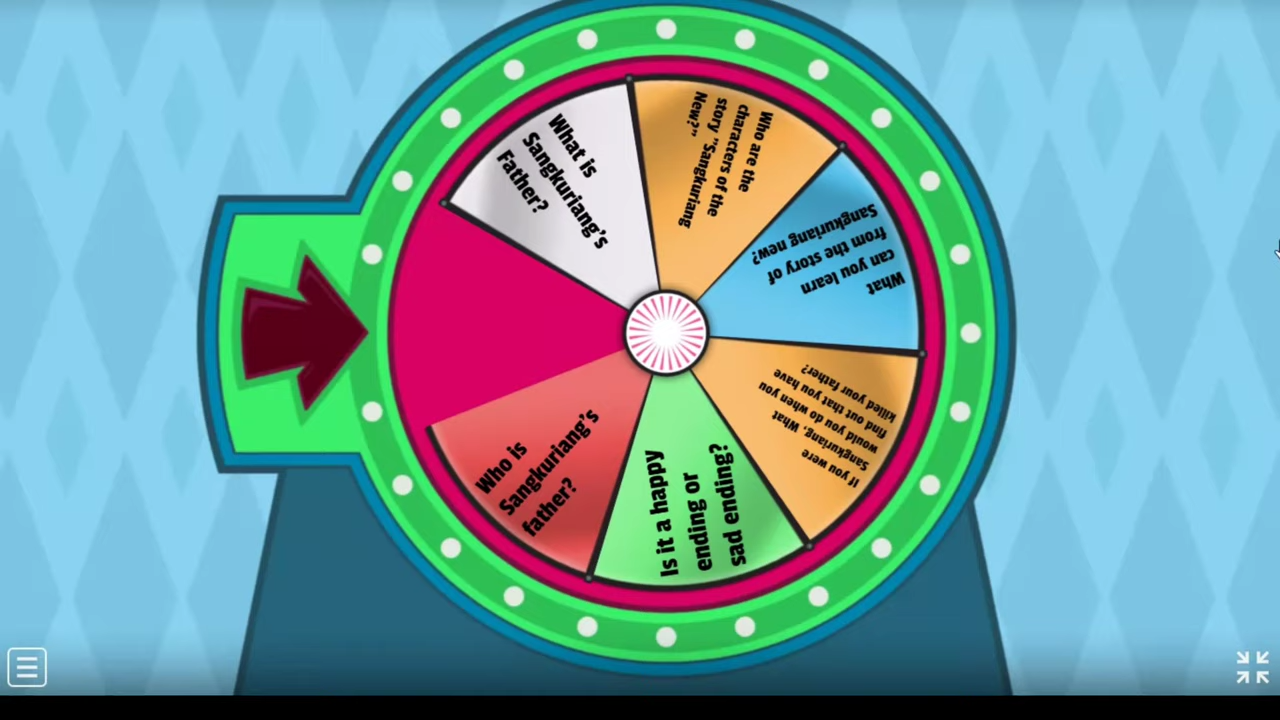 What is
Sangkuriang's
Father?
Who are the
characters of the
story "Sangkuriang
New?"
What
can you learn
from the story of
Sangkuriang new?
If you were
Sangkuriang, What
would you do when you
find out that you have
killed your father?
Is it a happy
ending or
sad ending?
Who is
Sangkuriang's
father?